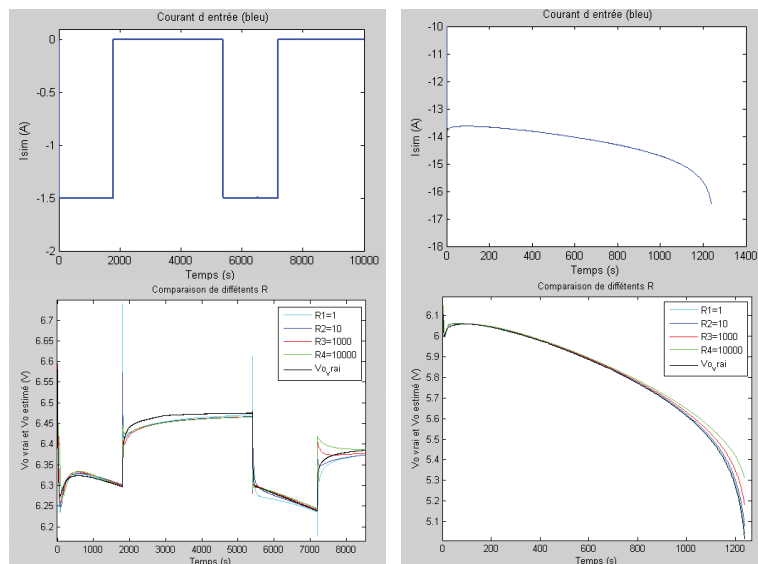 Courant d entrée (bleu)
Isim (A)
0
-0.5
-1
-1.5
-2
0 2000 4000 6000 8000 10000
Temps (s)
Courant d entrée (bleu)
Isim (A)
-10
-11
-12
-13
-14
-15
-16
-17
-18
0 200 400 600 800 1000 1200 1400
Temps (s)
Comparaison de différents R
Vo vrai et Vo estimé (V)
6.7
6.65
6.6
6.55
6.5
6.45
6.4
6.35
6.3
6.25
6.2
R1=1
R2=10
R3=1000
R4=10000
Vovrai
0 1000 2000 3000 4000 5000 6000 7000 8000
Temps (s)
Comparaison de différents R
Vo vrai et Vo estimé (V)
6.1
6
5.9
5.8
5.7
5.6
5.5
5.4
5.3
5.2
5.1
R1=1
R2=10
R3=1000
R4=10000
Vovrai
0 200 400 600 800 1000 1200
Temps (s)